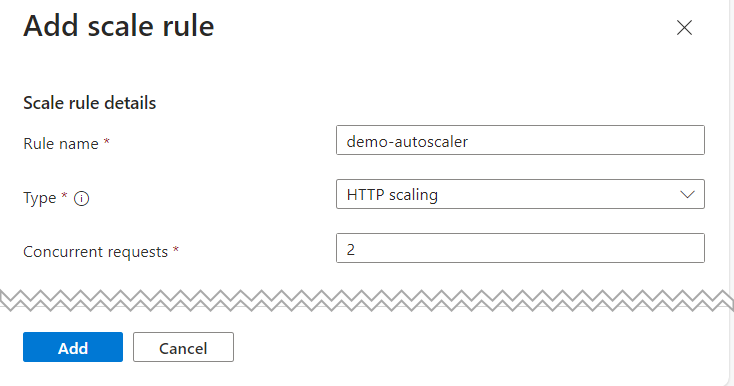 Add scale rule
Scale rule details
Rule name *
demo-autoscaler
Type *
HTTP scaling
Concurrent requests *
2
Add
Cancel